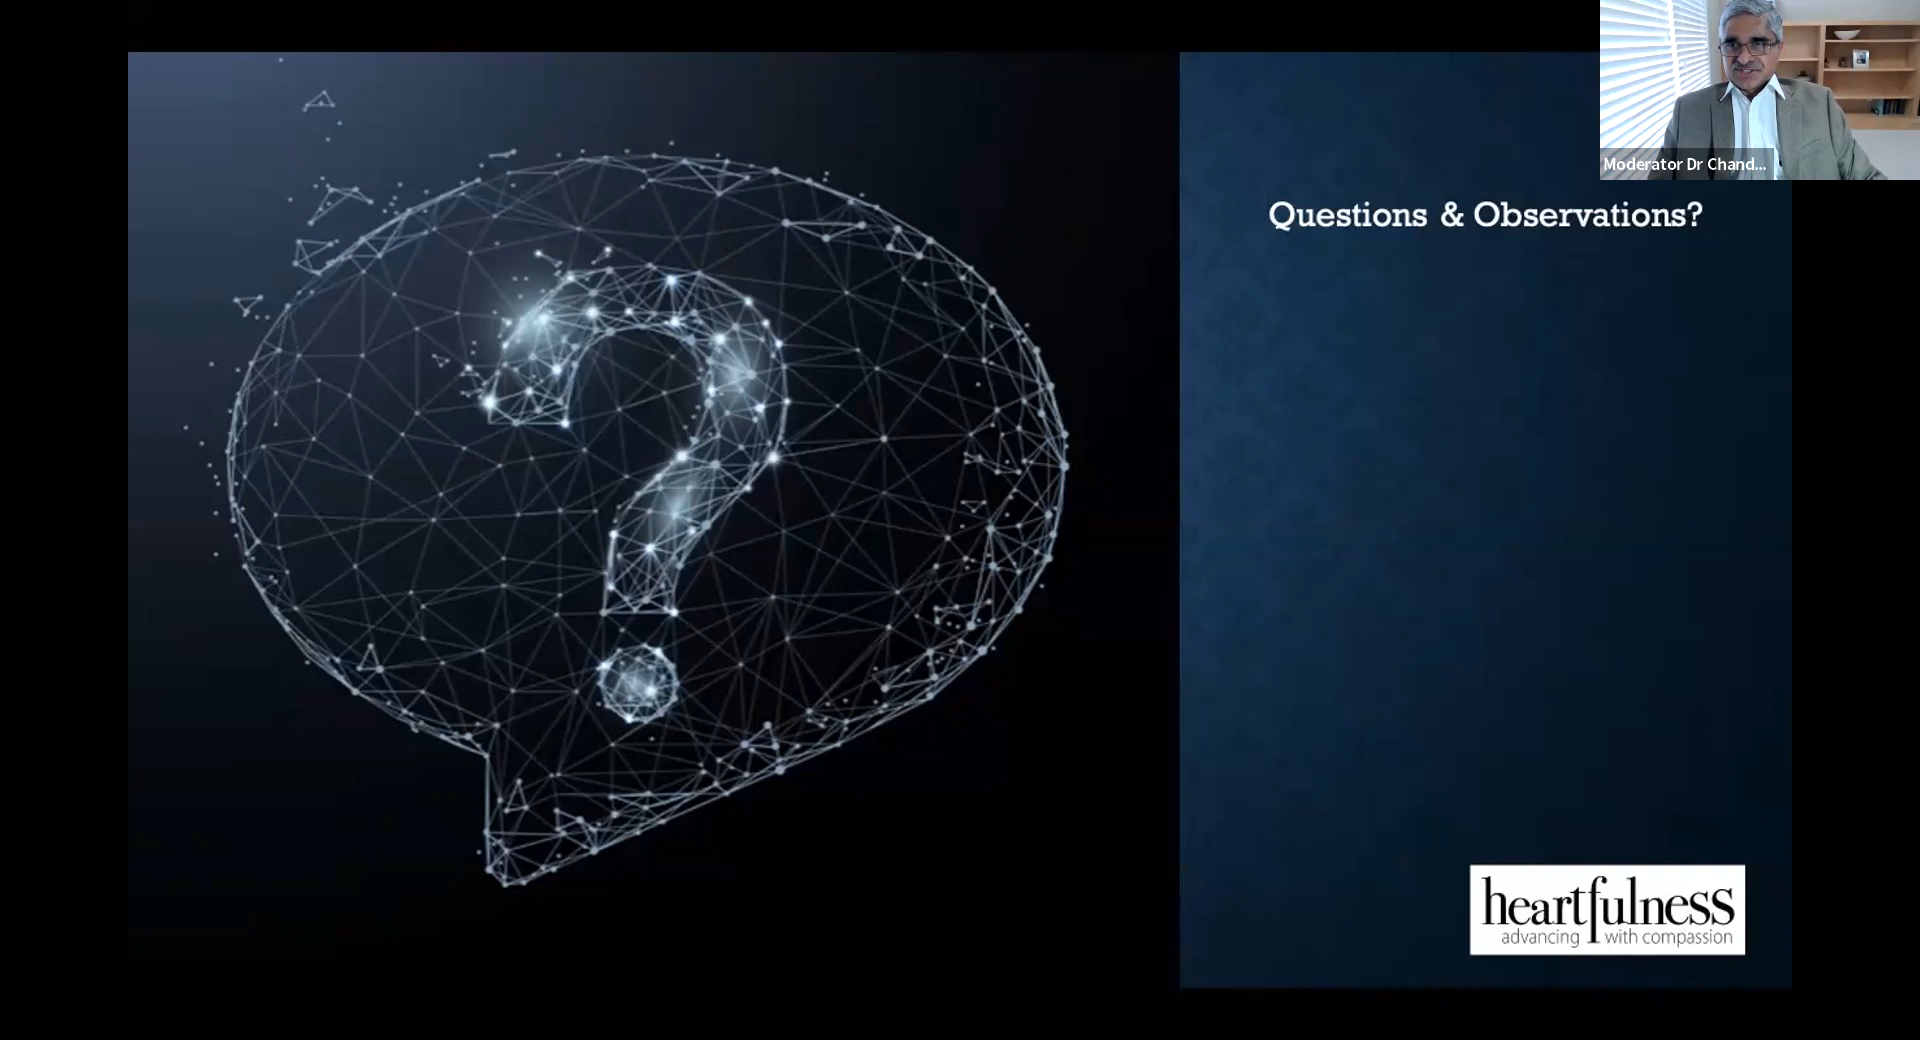 Moderator Dr Chand...
Questions & Observations?
heartfulness
advancing with compassion